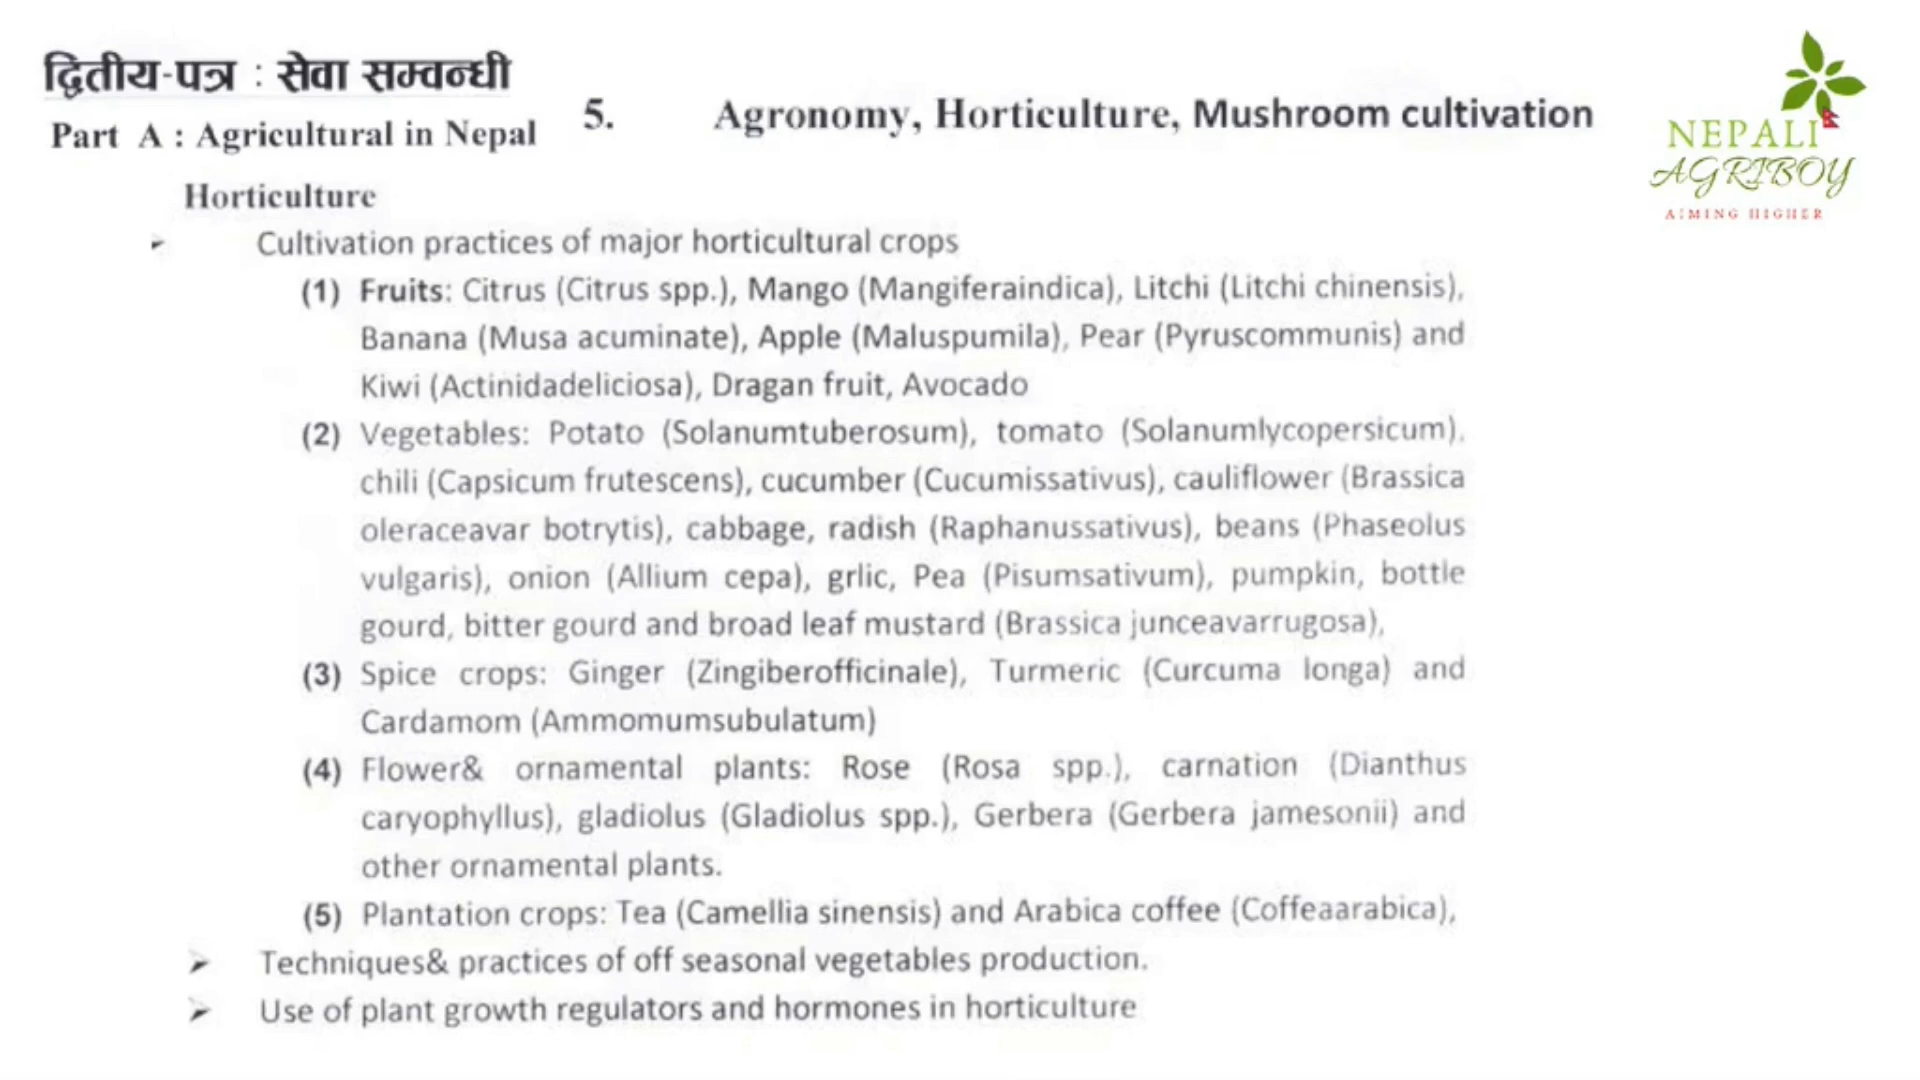 द्वितीय-पत्र : सेवा सम्वन्धी
Part A : Agricultural in Nepal
5. Agronomy, Horticulture, Mushroom cultivation
NEPALI
AGRIBOY
AIMING HIGHER
Horticulture
➤ Cultivation practices of major horticultural crops
(1) Fruits: Citrus (Citrus spp.), Mango (Mangiferaindica), Litchi (Litchi chinensis),
Banana (Musa acuminate), Apple (Maluspumila), Pear (Pyruscommunis) and
Kiwi (Actinidadeliciosa), Dragan fruit, Avocado
(2) Vegetables: Potato (Solanumtuberosum), tomato (Solanumlycopersicum),
chili (Capsicum frutescens), cucumber (Cucumissativus), cauliflower (Brassica
oleraceavar botrytis), cabbage, radish (Raphanussativus), beans (Phaseolus
vulgaris), onion (Allium cepa), grlic, Pea (Pisumsativum), pumpkin, bottle
gourd, bitter gourd and broad leaf mustard (Brassica junceavarrugosa),
(3) Spice crops: Ginger (Zingiberofficinale), Turmeric (Curcuma longa) and
Cardamom (Ammomumsubulatum)
(4) Flower& ornamental plants: Rose (Rosa spp.), carnation (Dianthus
caryophyllus), gladiolus (Gladiolus spp.), Gerbera (Gerbera jamesonii) and
other ornamental plants.
(5) Plantation crops: Tea (Camellia sinensis) and Arabica coffee (Coffeaarabica),
➤ Techniques& practices of off seasonal vegetables production.
➤ Use of plant growth regulators and hormones in horticulture